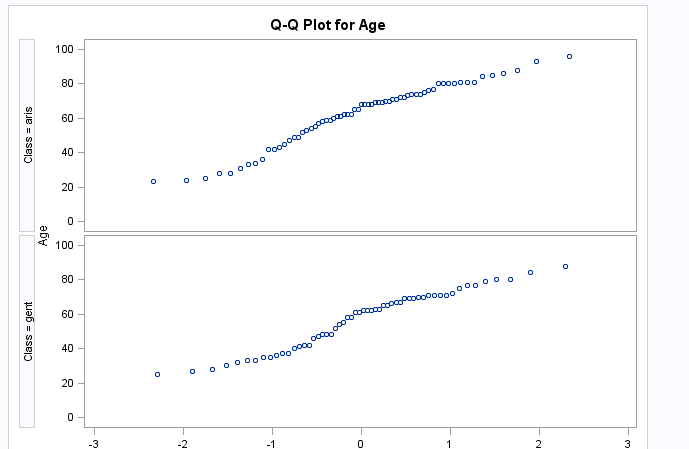 Q-Q Plot for Age
Class = aris
100
80
60
40
20
0
Age
Class = gent
100
80
60
40
20
0
-3 -2 -1 0 1 2 3